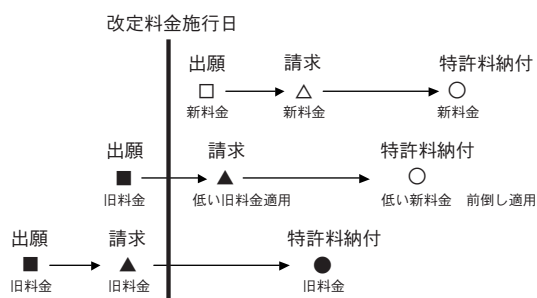 改定料金施行日
出願 請求 特許料納付
新料金 新料金 新料金
出願 請求 特許料納付
旧料金 低い旧料金適用 低い新料金 前倒し適用
出願 請求 特許料納付
旧料金 旧料金 旧料金